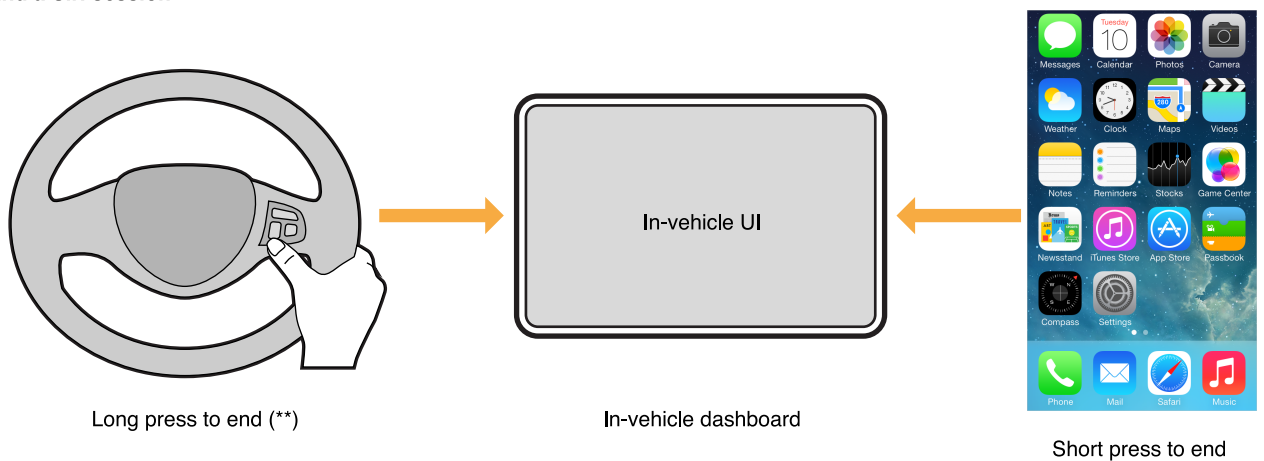 Tuesday
10
Messages Calendar Photos Camera
280
Weather Clock Maps Videos
Notes Reminders Stocks Game Center
Newsstand iTunes Store App Store Passbook
Compass Settings
Phone Mail Safari Music
In-vehicle UI
Long press to end (**)
In-vehicle dashboard
Short press to end